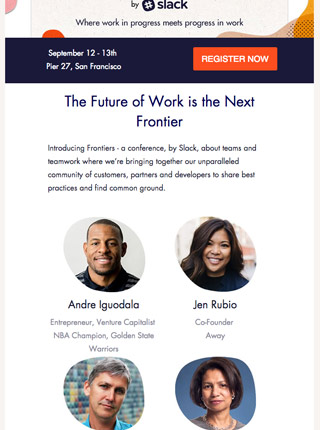 by slack
Where work in progress meets progress in work
September 12 - 13th
Pier 27, San Francisco
REGISTER NOW
The Future of Work is the Next
Frontier
Introducing Frontiers - a conference, by Slack, about teams and
teamwork where we're bringing together our unparalleled
community of customers, partners and developers to share best
practices and find common ground.
Andre Iguodala
Entrepreneur, Venture Capitalist
NBA Champion, Golden State
Warriors
Jen Rubio
Co-Founder
Away